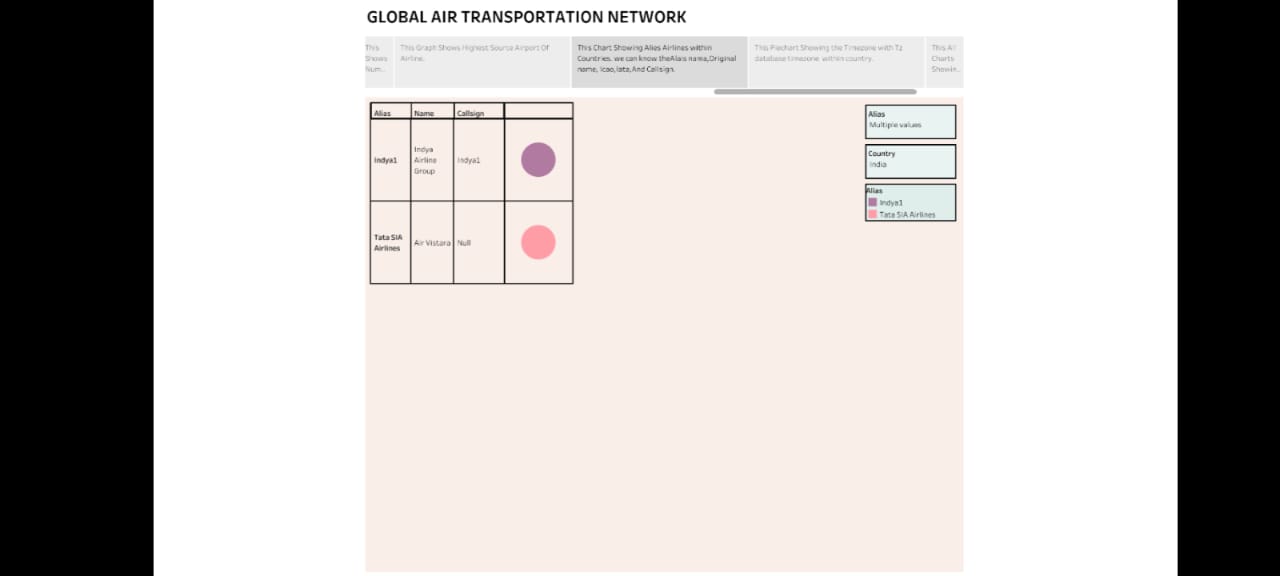 GLOBAL AIR TRANSPORTATION NETWORK
This
Shows
Num..
This Graph Shows Highest Source Airport Of
Airline.
This Chart Showing Alies Airlines within
Countries. we can know theAlais nama,Original
name, Icao,Iata,And Callsign.
This Piechart Showing the Timezone with Tz
database timezone within country.
This All
Charts
Showin..
Alias Name Callsign
Indya1
Indya
Airline
Group
Indya1
Tata SIA
Airlines
Air Vistara
Null
Alias
Multiple values
Country
India
Alias
Indya1
Tata SIA Airlines